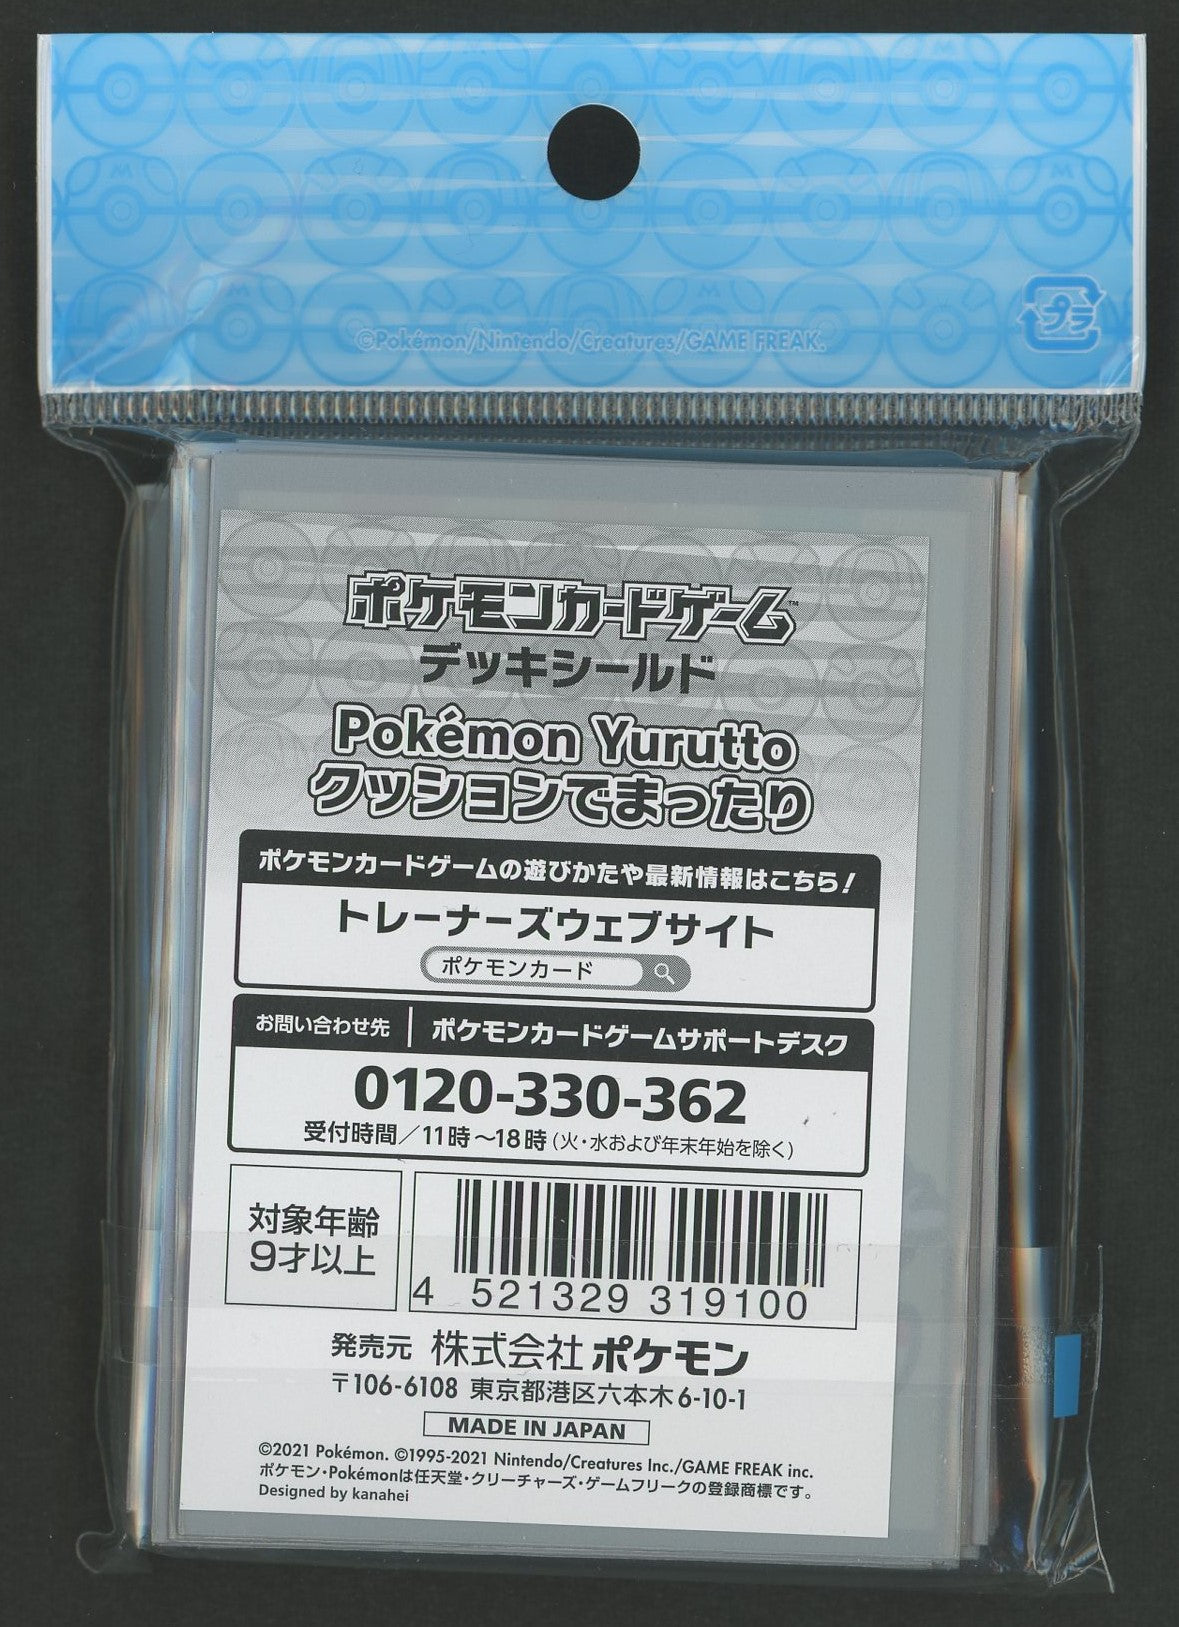 ©Pokémon/Nintendo/Creatures/GAME FREAK.
プラ
ポケモンカードゲーム™
デッキシールド
Pokémon Yurutto
クッションでまったり
ポケモンカードゲームの遊びかたや最新情報はこちら!
トレーナーズウェブサイト
ポケモンカード
お問い合わせ先 ポケモンカードゲームサポートデスク
0120-330-362
受付時間/11時～18時(火・水および年末年始を除く)
対象年齢
9才以上
4 521329 319100
発売元 株式会社ポケモン
〒106-6108 東京都港区六本木6-10-1
MADE IN JAPAN
©2021 Pokémon. ©1995-2021 Nintendo/Creatures Inc./GAME FREAK inc.
ポケモン・Pokémonは任天堂・クリーチャーズ・ゲームフリークの登録商標です。
Designed by kanahei